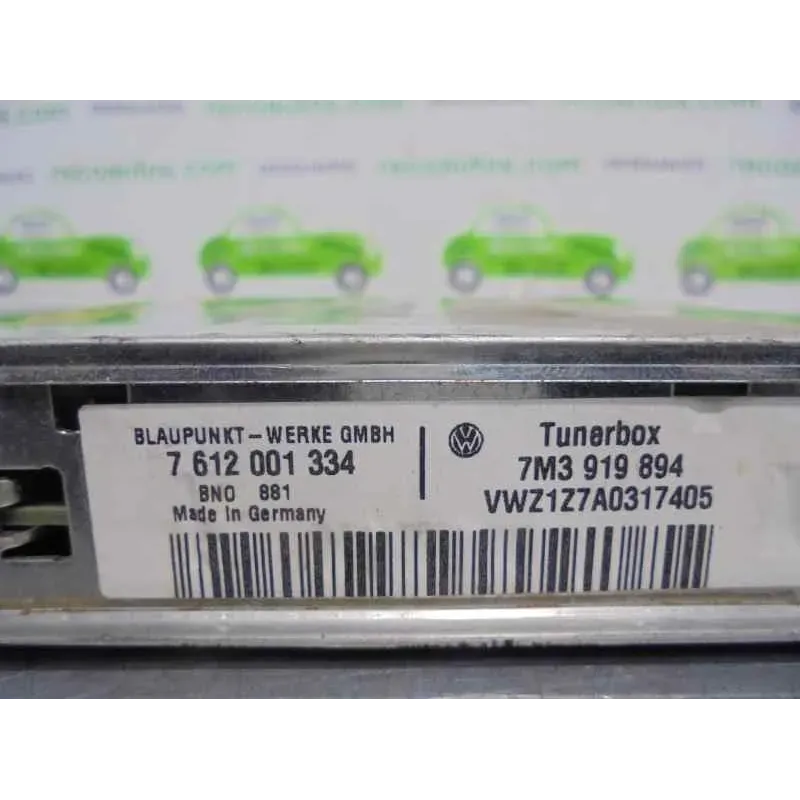 BLAUPUNKT - WERKE GMBH
7 612 001 334
BNO 881
Made in Germany
Tunerbox
7M3 919 894
VWZ1Z7A0317405